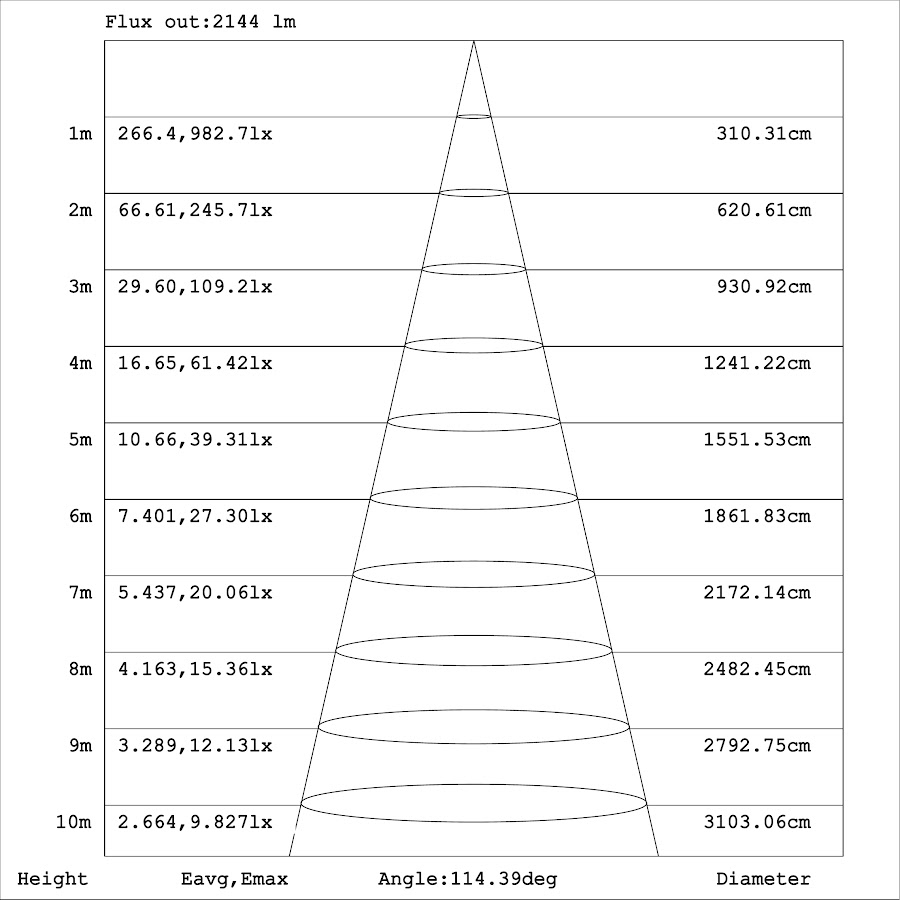 Flux out:2144 lm
1m 266.4,982.7lx 310.31cm
2m 66.61,245.7lx 620.61cm
3m 29.60,109.2lx 930.92cm
4m 16.65,61.42lx 1241.22cm
5m 10.66,39.31lx 1551.53cm
6m 7.401,27.30lx 1861.83cm
7m 5.437,20.06lx 2172.14cm
8m 4.163,15.36lx 2482.45cm
9m 3.289,12.13lx 2792.75cm
10m 2.664,9.827lx 3103.06cm
Height Eavg,Emax Angle:114.39deg Diameter